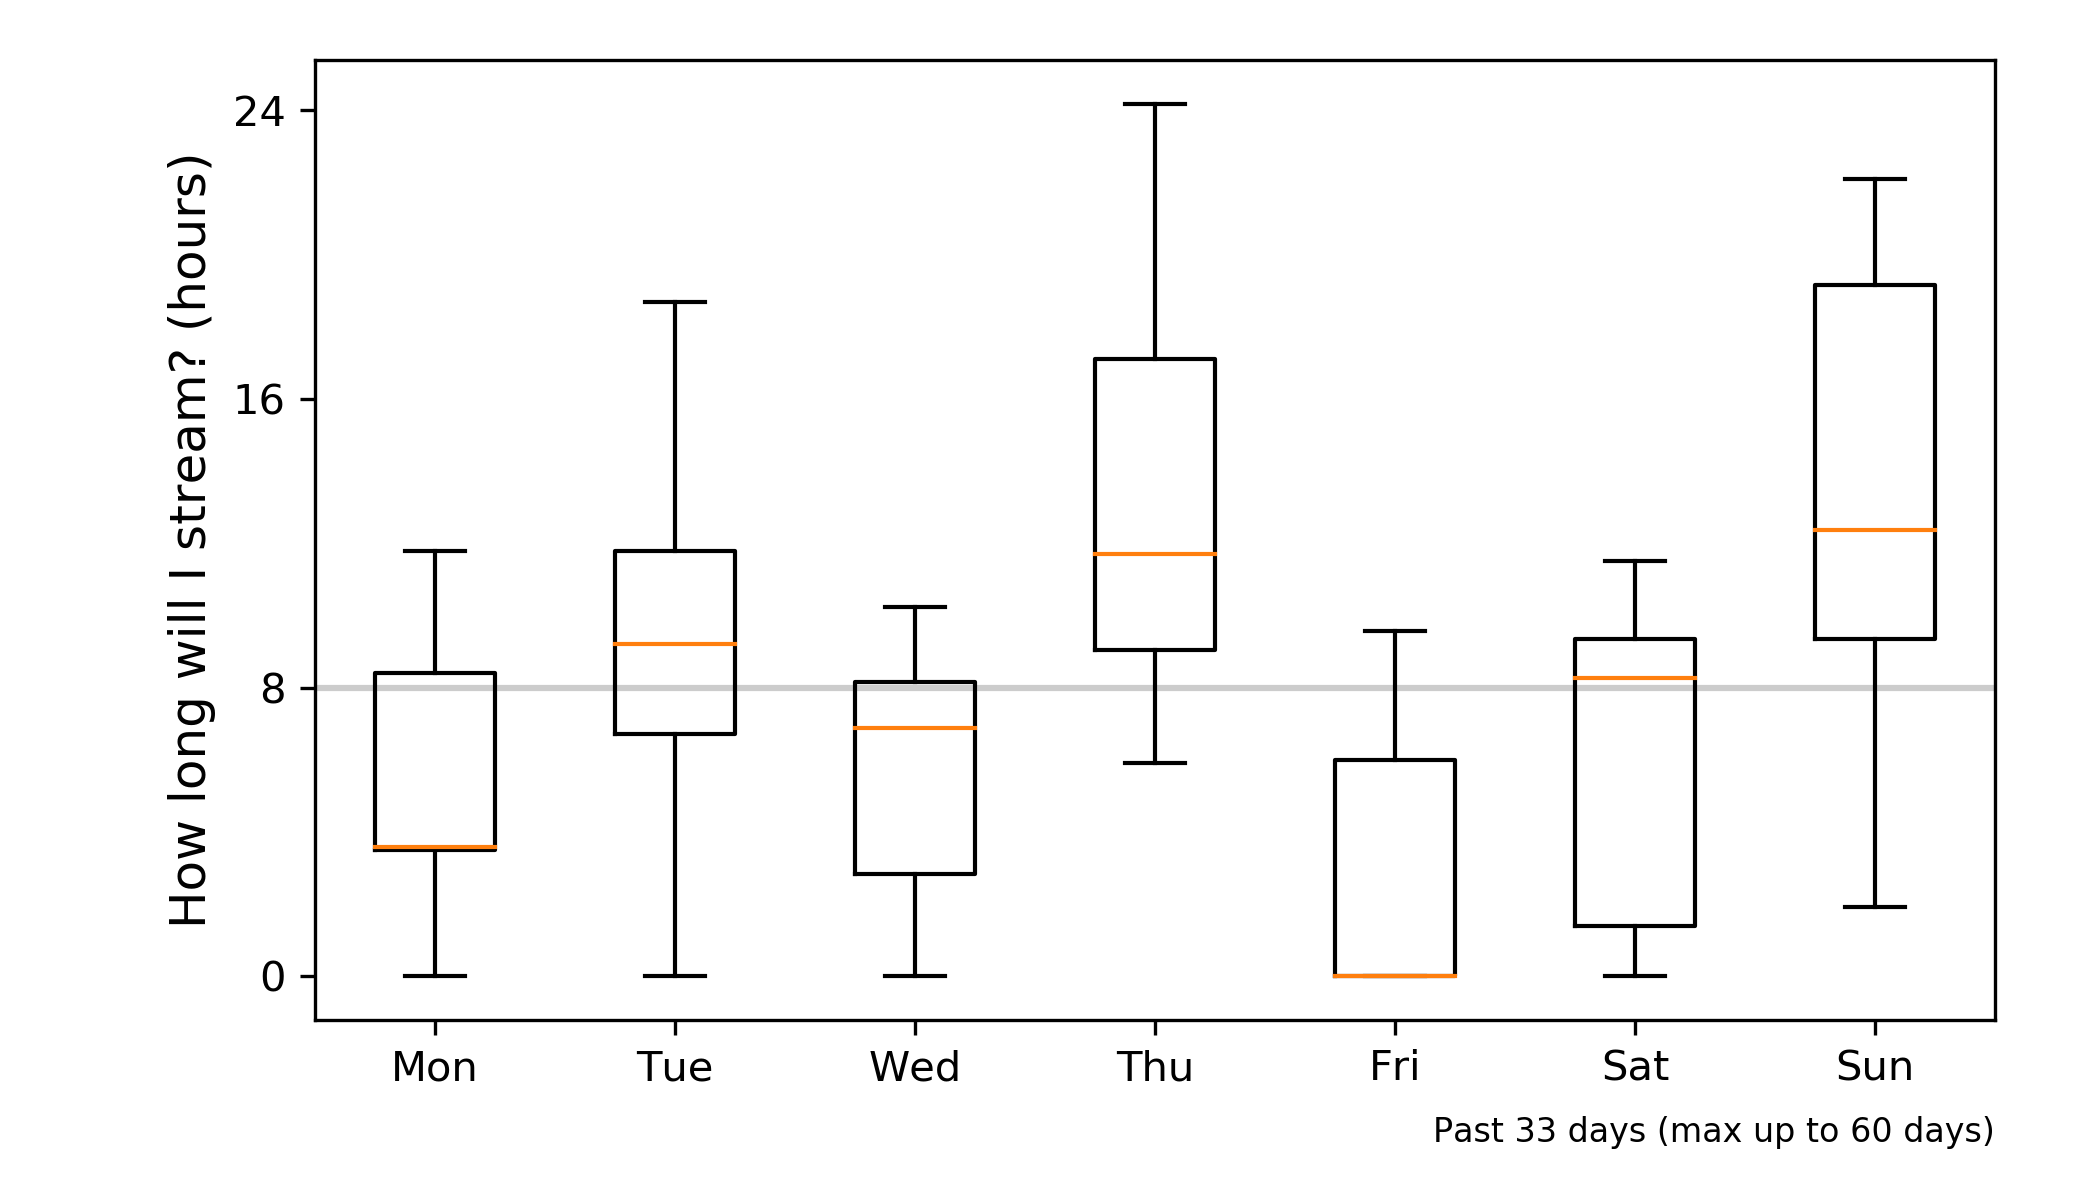 How long will I stream? (hours)
24
16
8
0
Mon Tue Wed Thu Fri Sat Sun
Past 33 days (max up to 60 days)